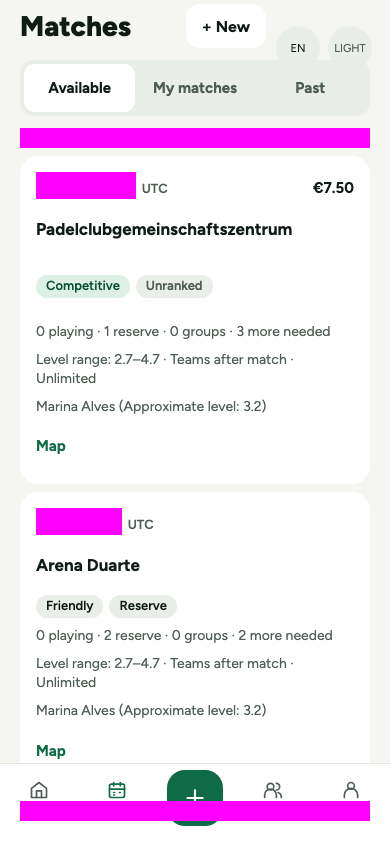 Matches
+ New
EN
LIGHT
Available
My matches
Past
UTC
€7.50
Padelclubgemeinschaftszentrum
Competitive
Unranked
0 playing · 1 reserve · 0 groups · 3 more needed
Level range: 2.7–4.7 · Teams after match ·
Unlimited
Marina Alves (Approximate level: 3.2)
Map
UTC
Arena Duarte
Friendly
Reserve
0 playing · 2 reserve · 0 groups · 2 more needed
Level range: 2.7–4.7 · Teams after match ·
Unlimited
Marina Alves (Approximate level: 3.2)
Map